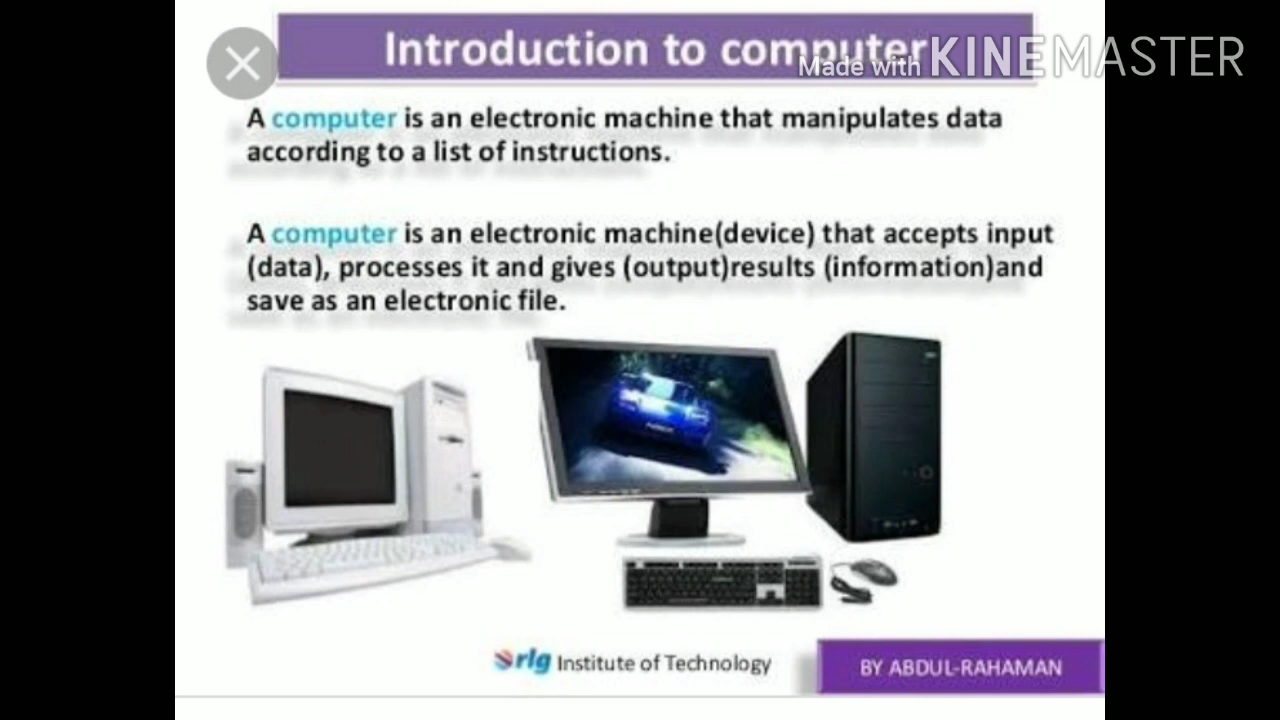 Introduction to computer
Made with KINEMASTER
A computer is an electronic machine that manipulates data
according to a list of instructions.
A computer is an electronic machine(device) that accepts input
(data), processes it and gives (output)results (information)and
save as an electronic file.
rlg Institute of Technology
BY ABDUL-RAHAMAN